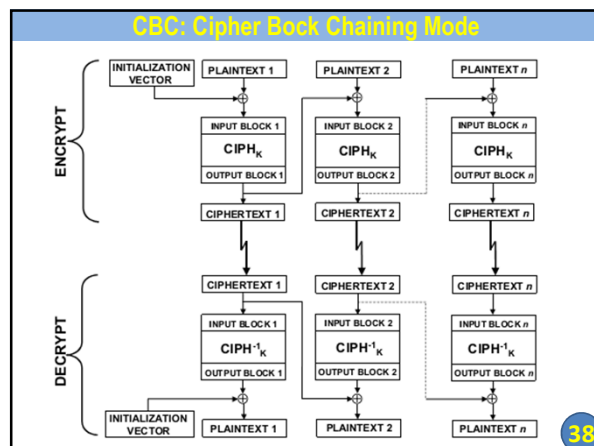 CBC: Cipher Bock Chaining Mode
INITIALIZATION
VECTOR
PLAINTEXT 1
PLAINTEXT 2
PLAINTEXT n
ENCRYPT
INPUT BLOCK 1
INPUT BLOCK 2
INPUT BLOCK n
CIPHK
CIPHK
CIPHK
OUTPUT BLOCK 1
OUTPUT BLOCK 2
OUTPUT BLOCK n
CIPHERTEXT 1
CIPHERTEXT 2
CIPHERTEXT n
DECRYPT
CIPHERTEXT 1
CIPHERTEXT 2
CIPHERTEXT n
INPUT BLOCK 1
INPUT BLOCK 2
INPUT BLOCK n
CIPH-1K
CIPH-1K
CIPH-1K
OUTPUT BLOCK 1
OUTPUT BLOCK 2
OUTPUT BLOCK n
INITIALIZATION
VECTOR
PLAINTEXT 1
PLAINTEXT 2
PLAINTEXT n
38